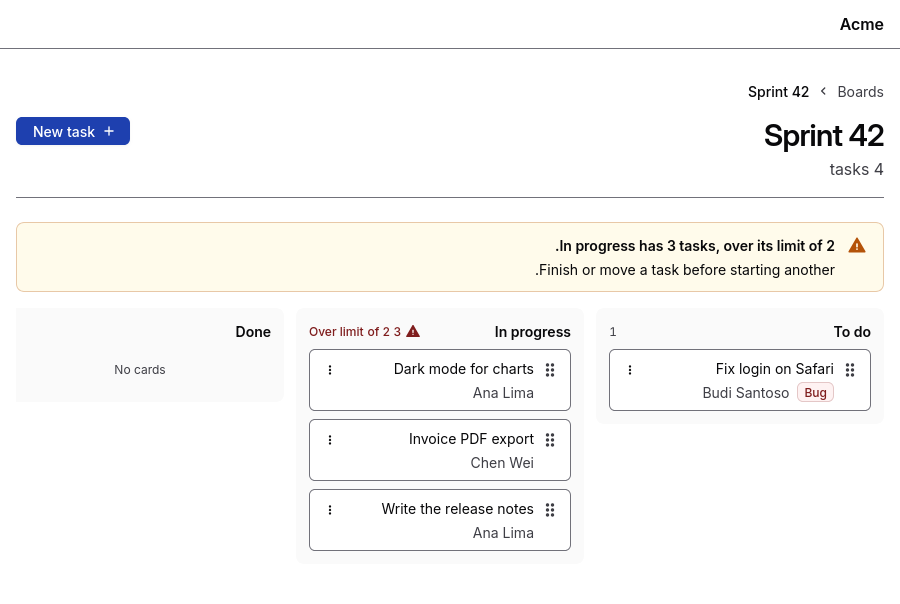 Acme
Boards
Sprint 42
Sprint 42
tasks 4
New task
.In progress has 3 tasks, over its limit of 2
.Finish or move a task before starting another
To do
1
Fix login on Safari
Bug
Budi Santoso
In progress
Over limit of 2 3
Dark mode for charts
Ana Lima
Invoice PDF export
Chen Wei
Write the release notes
Ana Lima
Done
No cards